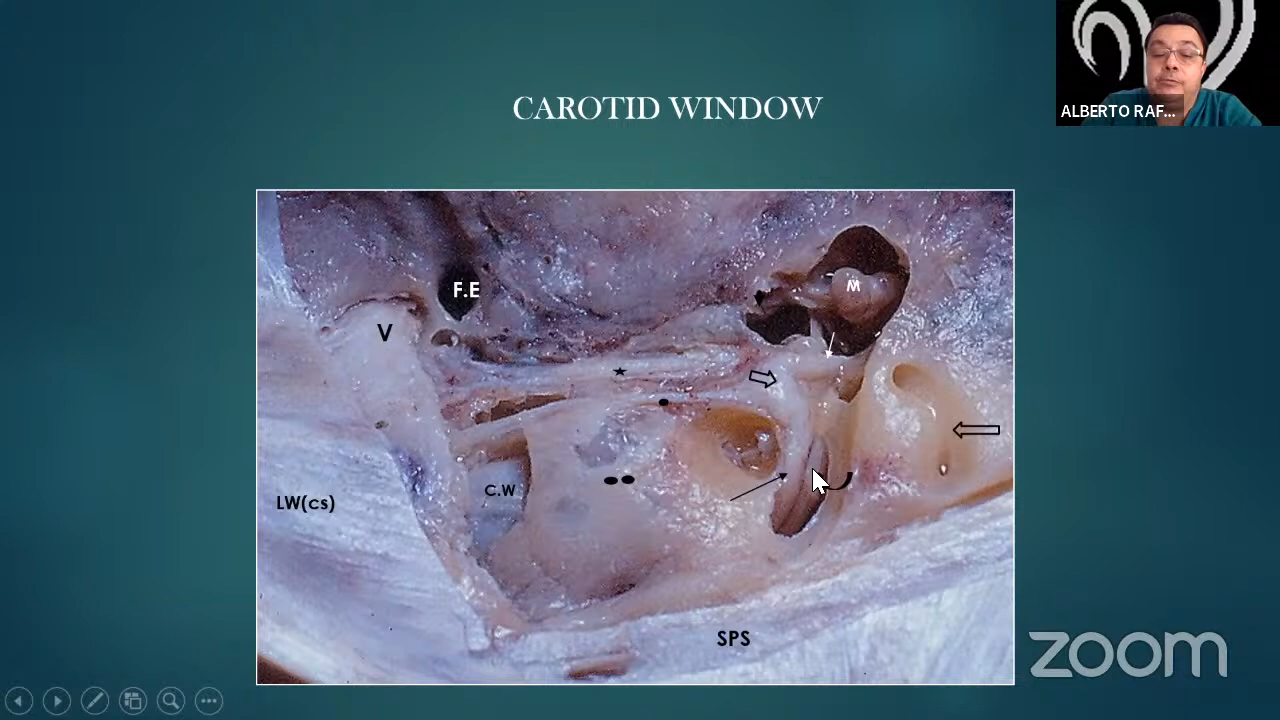 CAROTID WINDOW
ALBERTO RAF...
F.E
M
V
C.W
LW(cs)
SPS
zoom